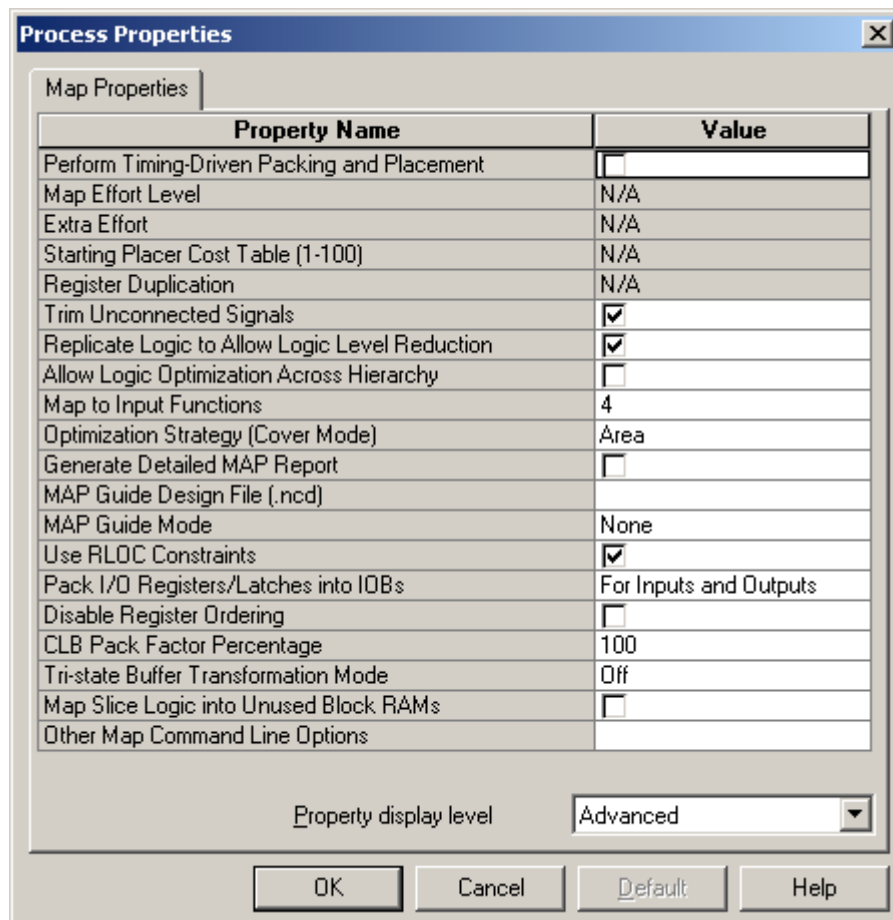 Process Properties
Map Properties
Property Name Value
Perform Timing-Driven Packing and Placement
Map Effort Level N/A
Extra Effort N/A
Starting Placer Cost Table (1-100) N/A
Register Duplication N/A
Trim Unconnected Signals
Replicate Logic to Allow Logic Level Reduction
Allow Logic Optimization Across Hierarchy
Map to Input Functions 4
Optimization Strategy (Cover Mode) Area
Generate Detailed MAP Report
MAP Guide Design File (.ncd)
MAP Guide Mode None
Use RLOC Constraints
Pack I/O Registers/Latches into IOBs For Inputs and Outputs
Disable Register Ordering
CLB Pack Factor Percentage 100
Tri-state Buffer Transformation Mode Off
Map Slice Logic into Unused Block RAMs
Other Map Command Line Options
Property display level Advanced
OK Cancel Default Help